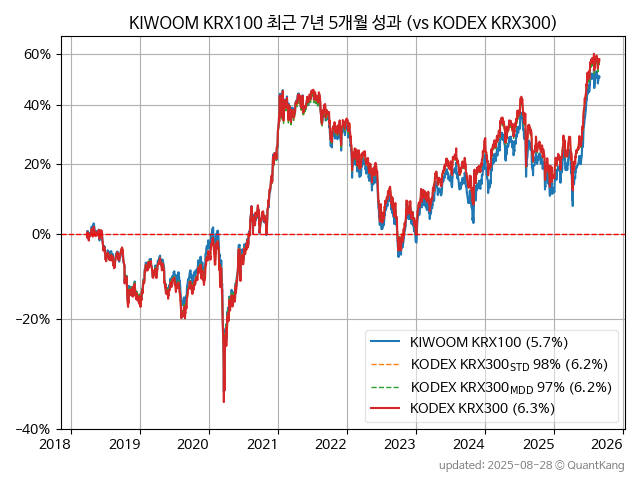 KIWOOM KRX100 최근 7년 5개월 성과 (vs KODEX KRX300)
60%
40%
20%
0%
−20%
−40%
2018 2019 2020 2021 2022 2023 2024 2025 2026
KIWOOM KRX100 (5.7%)
KODEX KRX300STD 98% (6.2%)
KODEX KRX300MDD 97% (6.2%)
KODEX KRX300 (6.3%)
updated: 2025-08-28 © QuantKang